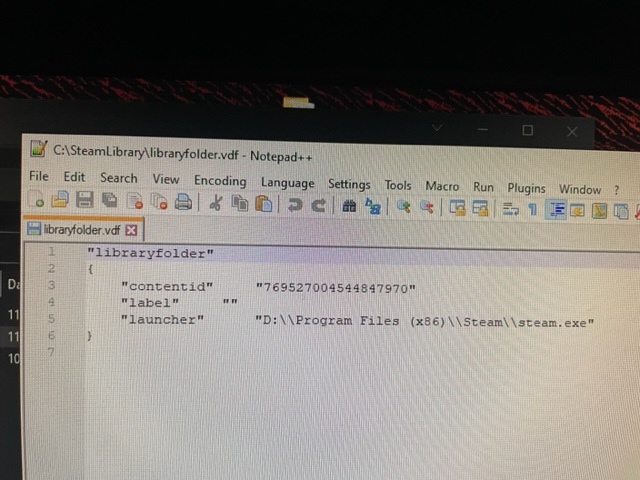 C:\SteamLibrary\libraryfolder.vdf - Notepad++
File Edit Search View Encoding Language Settings Tools Macro Run Plugins Window ?
libraryfolder.vdf
1 "libraryfolder"
2 {
3 "contentid" "769527004544847970"
4 "label" ""
5 "launcher" "D:\\Program Files (x86)\\Steam\\steam.exe"
6 }
7
Da
11
11
10